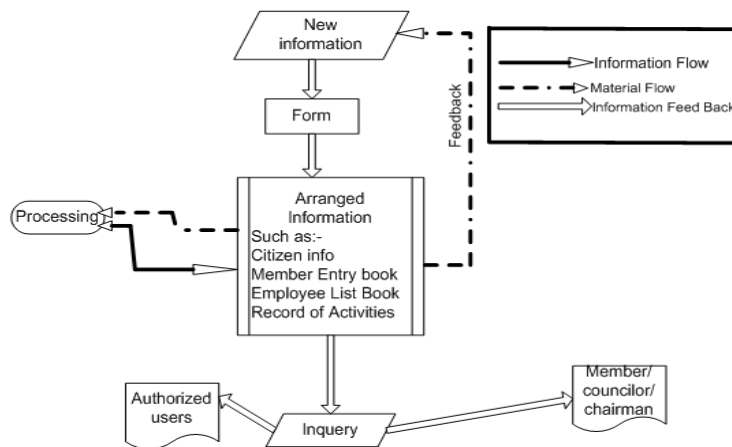 New
information
Information Flow
Material Flow
Information Feed Back
Form
Feedback
Arranged
Information
Such as:-
Citizen info
Member Entry book
Employee List Book
Record of Activities
Processing
Authorized
users
Inquery
Member/
councilor/
chairman